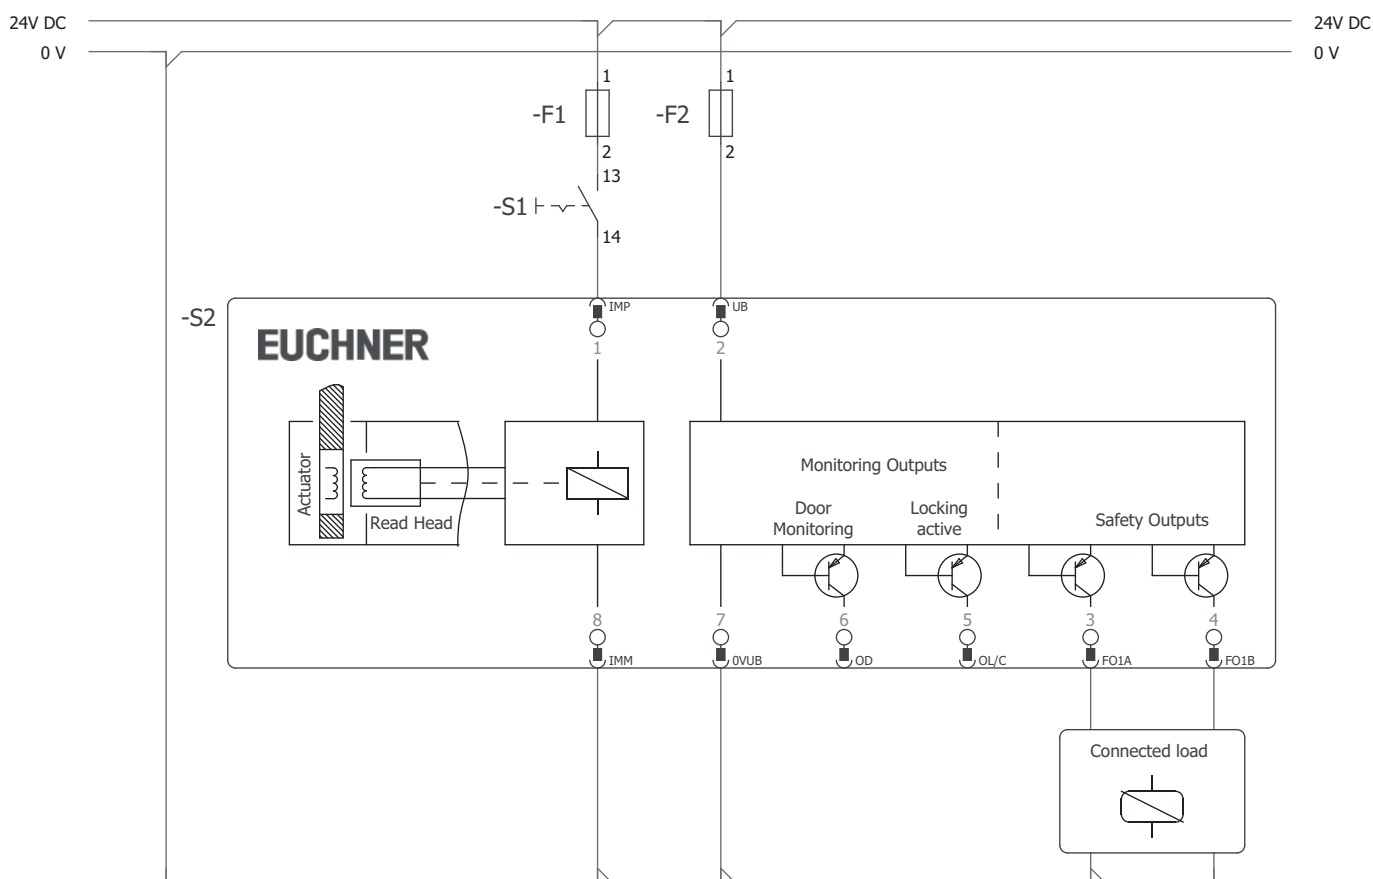 24V DC
24V DC
0 V
0 V
1
1
-F1
-F2
2
2
13
-S1
14
-S2
IMP
UB
EUCHNER
1
2
Actuator
Read Head
Monitoring Outputs
Door
Monitoring
Locking
active
Safety Outputs
8
7
6
5
3
4
IMM
0VUB
OD
OL/C
FO1A
FO1B
Connected load